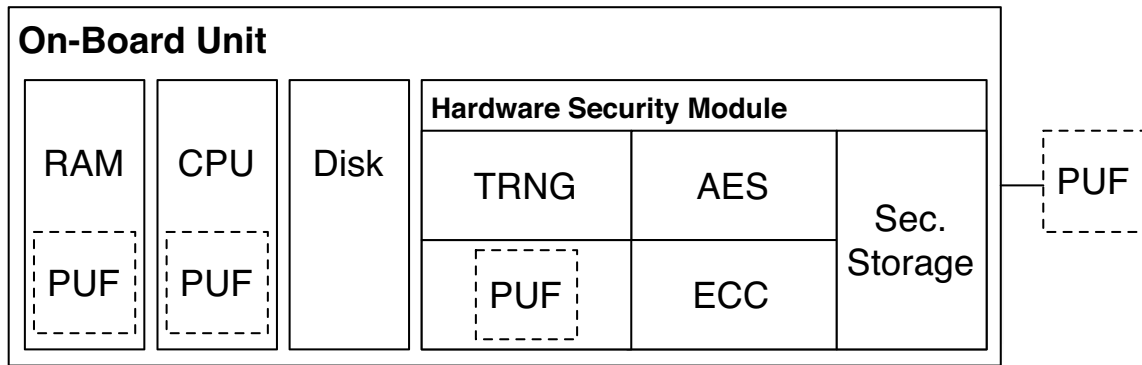 On-Board Unit
RAM
PUF
CPU
PUF
Disk
Hardware Security Module
TRNG
AES
PUF
ECC
Sec.
Storage
PUF